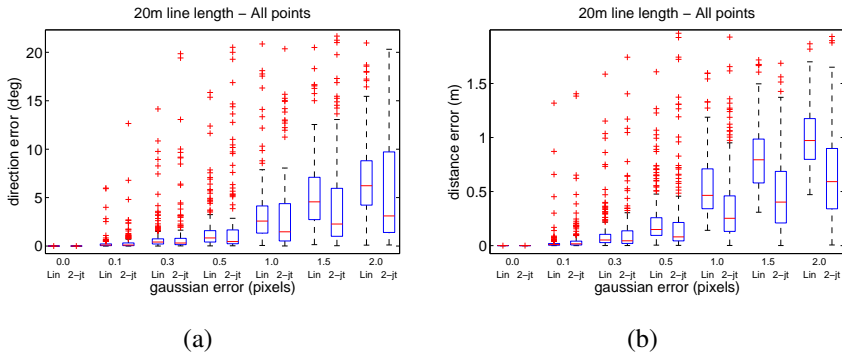 20m line length − All points
20
15
10
5
0
direction error (deg)
0.0 0.1 0.3 0.5 1.0 1.5 2.0
Lin 2−jt Lin 2−jt Lin 2−jt Lin 2−jt Lin 2−jt Lin 2−jt Lin 2−jt
gaussian error (pixels)
(a)
20m line length − All points
1.5
1
0.5
0
distance error (m)
0.0 0.1 0.3 0.5 1.0 1.5 2.0
Lin 2−jt Lin 2−jt Lin 2−jt Lin 2−jt Lin 2−jt Lin 2−jt Lin 2−jt
gaussian error (pixels)
(b)